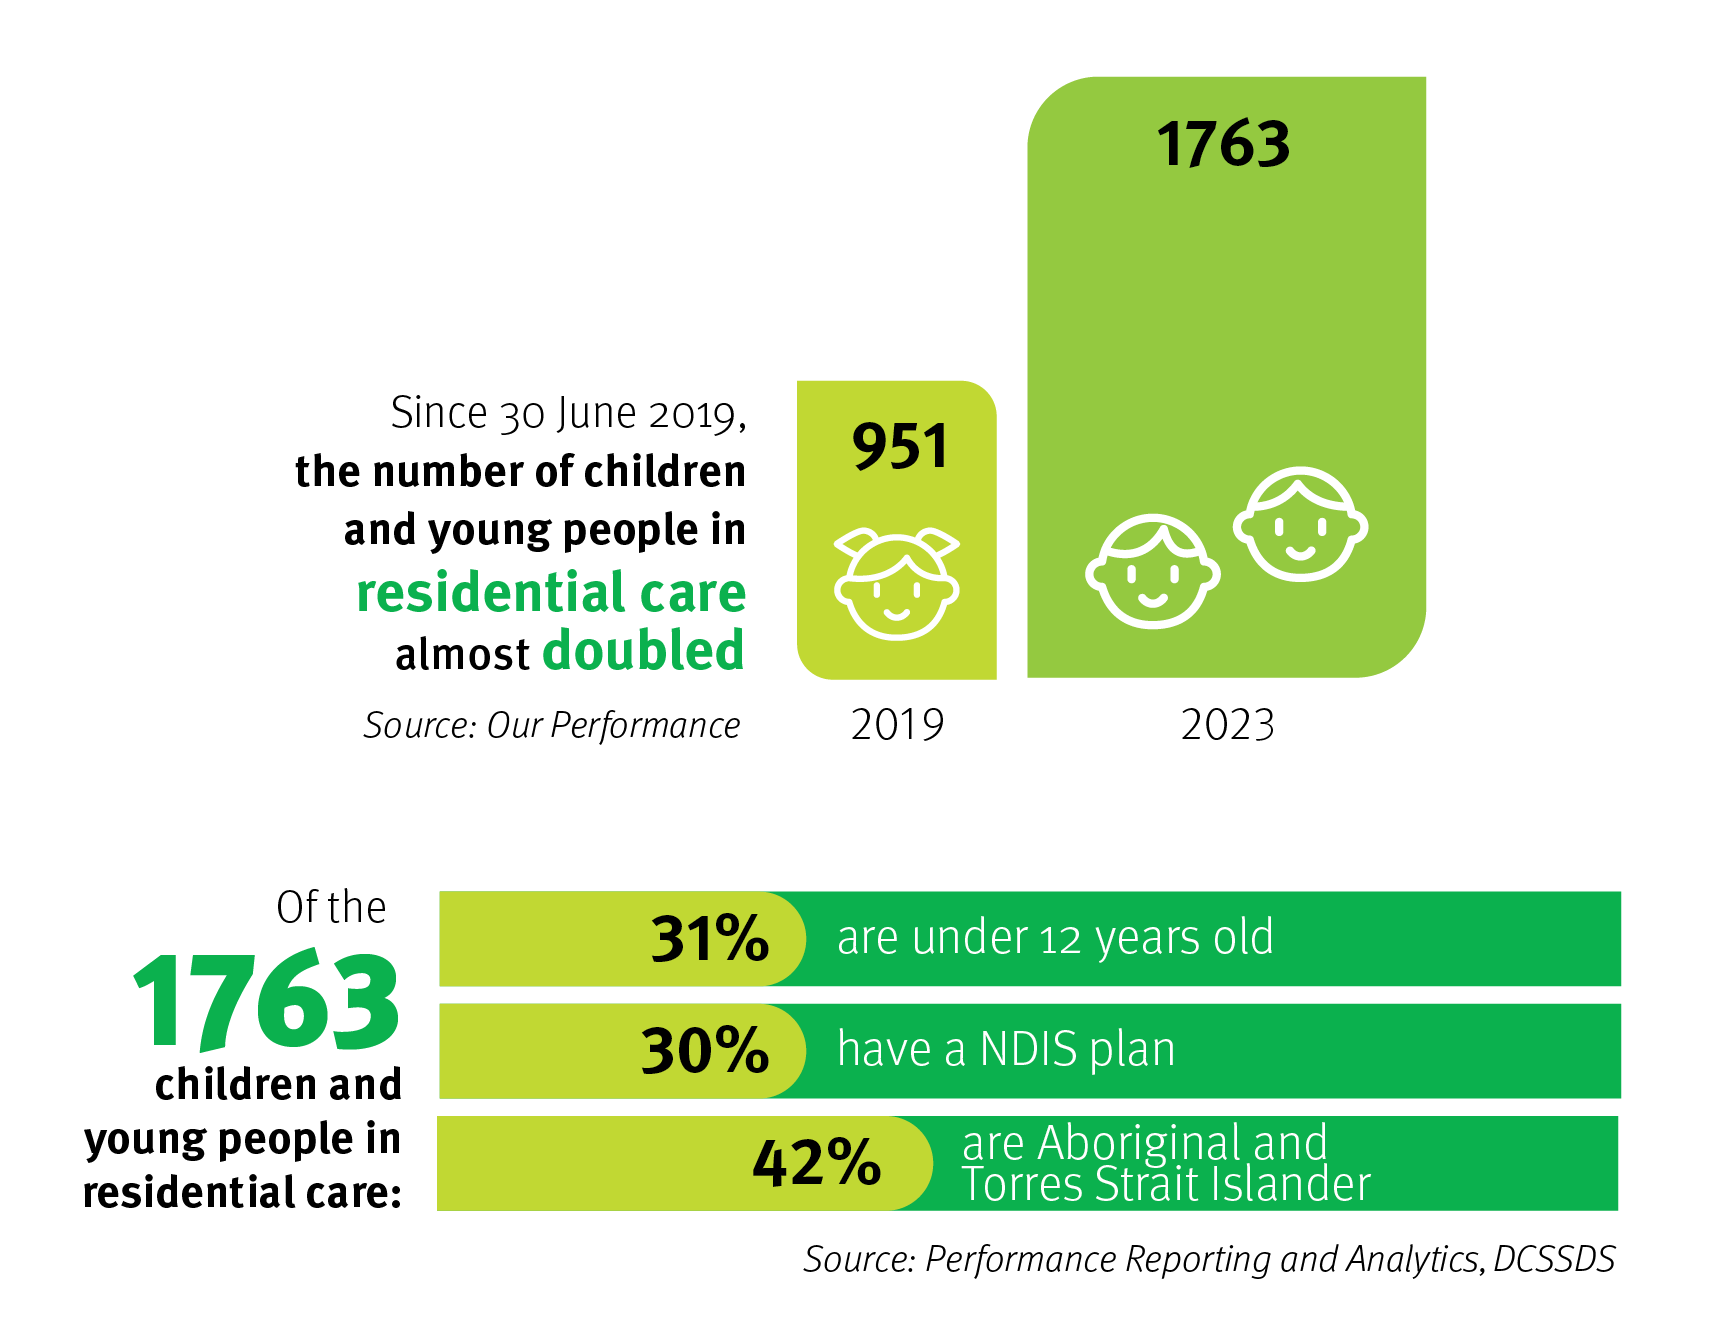 1763
951
Since 30 June 2019,
the number of children
and young people in
residential care
almost doubled
Source: Our Performance
2019
2023
Of the
1763
children and
young people in
residential care:
31% are under 12 years old
30% have a NDIS plan
42% are Aboriginal and
Torres Strait Islander
Source: Performance Reporting and Analytics, DCSSDS